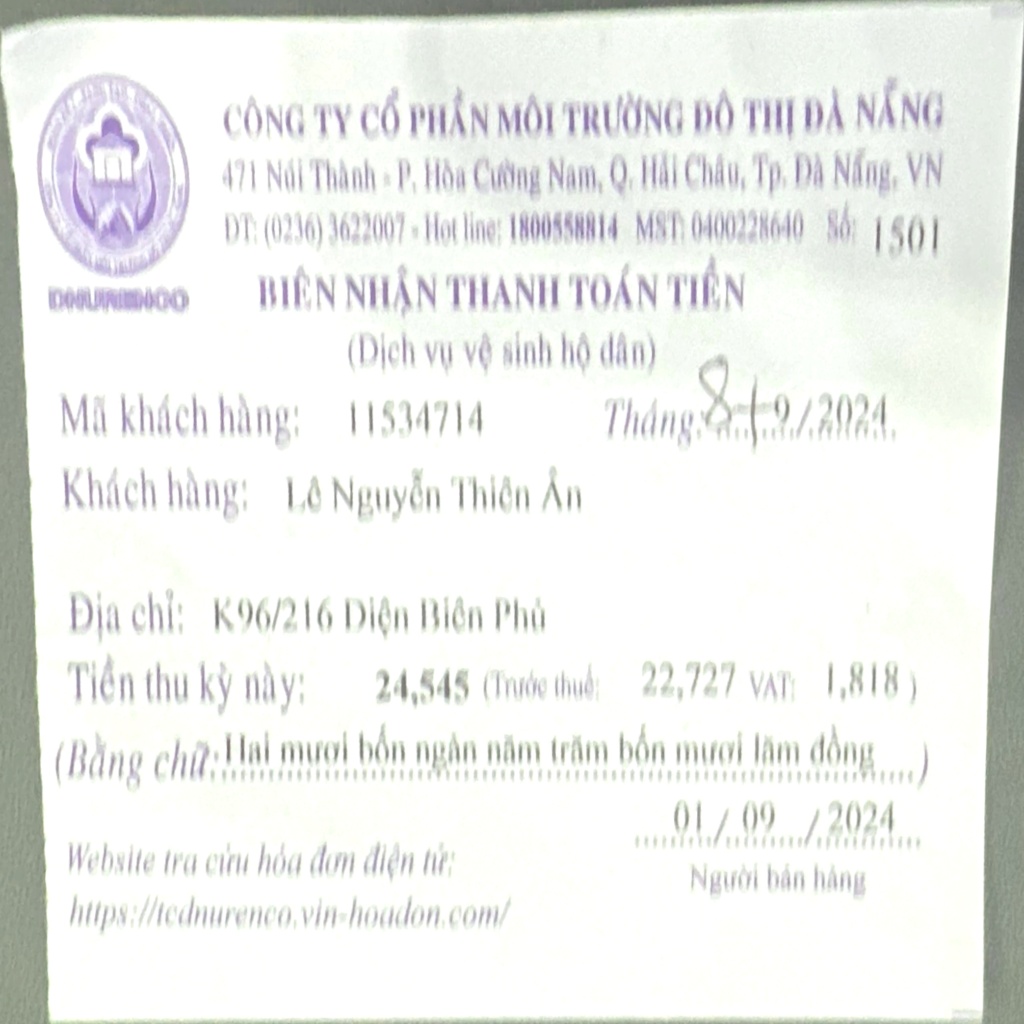 CÔNG TY CỔ PHẦN MÔI TRƯỜNG ĐÔ THỊ ĐÀ NẴNG
471 Núi Thành - P. Hòa Cường Nam, Q. Hải Châu, Tp. Đà Nẵng, VN
ĐT: (0236) 3622007 - Hot line: 1800558814 MST: 0400228640 Số: 1501
DNURENCO
BIÊN NHẬN THANH TOÁN TIỀN
(Dịch vụ vệ sinh hộ dân)
Mã khách hàng: 11534714 Tháng: 8+9/2024
Khách hàng: Lê Nguyễn Thiên Ân
Địa chỉ: K96/216 Điện Biên Phủ
Tiền thu kỳ này: 24,545 (Trước thuế: 22,727 VAT: 1,818 )
(Bằng chữ: Hai mươi bốn ngàn năm trăm bốn mươi lăm đồng )
01 / 09 / 2024
Người bán hàng
Website tra cứu hóa đơn điện tử:
https://tcdnurenco.vin-hoadon.com/